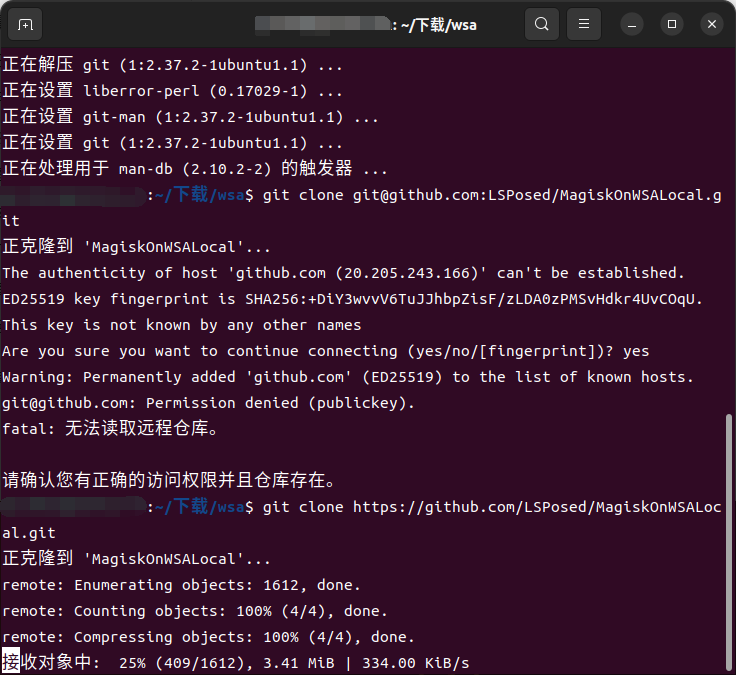 : ~/下载/wsa
正在解压 git (1:2.37.2-1ubuntu1.1) ...
正在设置 liberror-perl (0.17029-1) ...
正在设置 git-man (1:2.37.2-1ubuntu1.1) ...
正在设置 git (1:2.37.2-1ubuntu1.1) ...
正在处理用于 man-db (2.10.2-2) 的触发器 ...
:~/下载/wsa$ git clone git@github.com:LSPosed/MagiskOnWSALocal.g
it
正克隆到 'MagiskOnWSALocal'...
The authenticity of host 'github.com (20.205.243.166)' can't be established.
ED25519 key fingerprint is SHA256:+DiY3wvvV6TuJJhbpZisF/zLDA0zPMSvHdkr4UvCOqU.
This key is not known by any other names
Are you sure you want to continue connecting (yes/no/[fingerprint])? yes
Warning: Permanently added 'github.com' (ED25519) to the list of known hosts.
git@github.com: Permission denied (publickey).
fatal: 无法读取远程仓库。
请确认您有正确的访问权限并且仓库存在。
:~/下载/wsa$ git clone https://github.com/LSPosed/MagiskOnWSALoc
al.git
正克隆到 'MagiskOnWSALocal'...
remote: Enumerating objects: 1612, done.
remote: Counting objects: 100% (4/4), done.
remote: Compressing objects: 100% (4/4), done.
接收对象中:  25% (409/1612), 3.41 MiB | 334.00 KiB/s